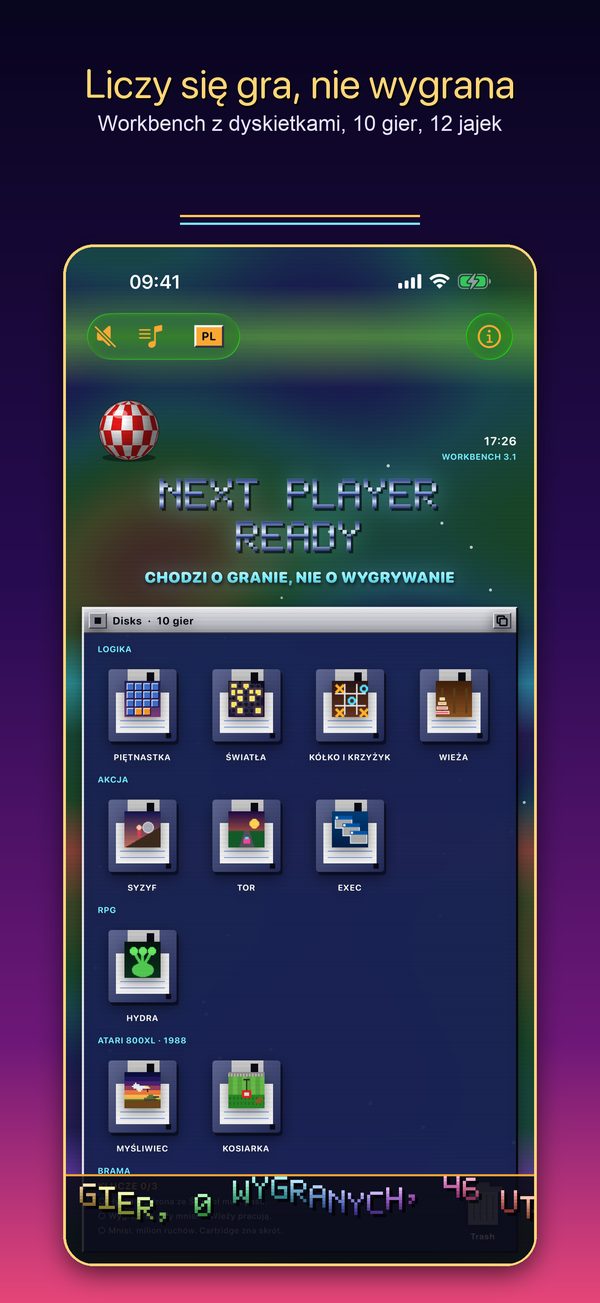 Liczy się gra, nie wygrana
Workbench z dyskietkami, 10 gier, 12 jajek
09:41
PL
17:26
WORKBENCH 3.1
NEXT PLAYER
READY
CHODZI O GRANIE, NIE O WYGRYWANIE
Disks · 10 gier
LOGIKA
PIĘTNASTKA ŚWIATŁA KÓŁKO I KRZYŻYK WIEŻA
AKCJA
SYZYF TOR EXEC
RPG
HYDRA
ATARI 800XL · 1988
MYŚLIWIEC KOSIARKA
BRAMA
GIER, 0 WYGRANYCH, 46 UT
Trash